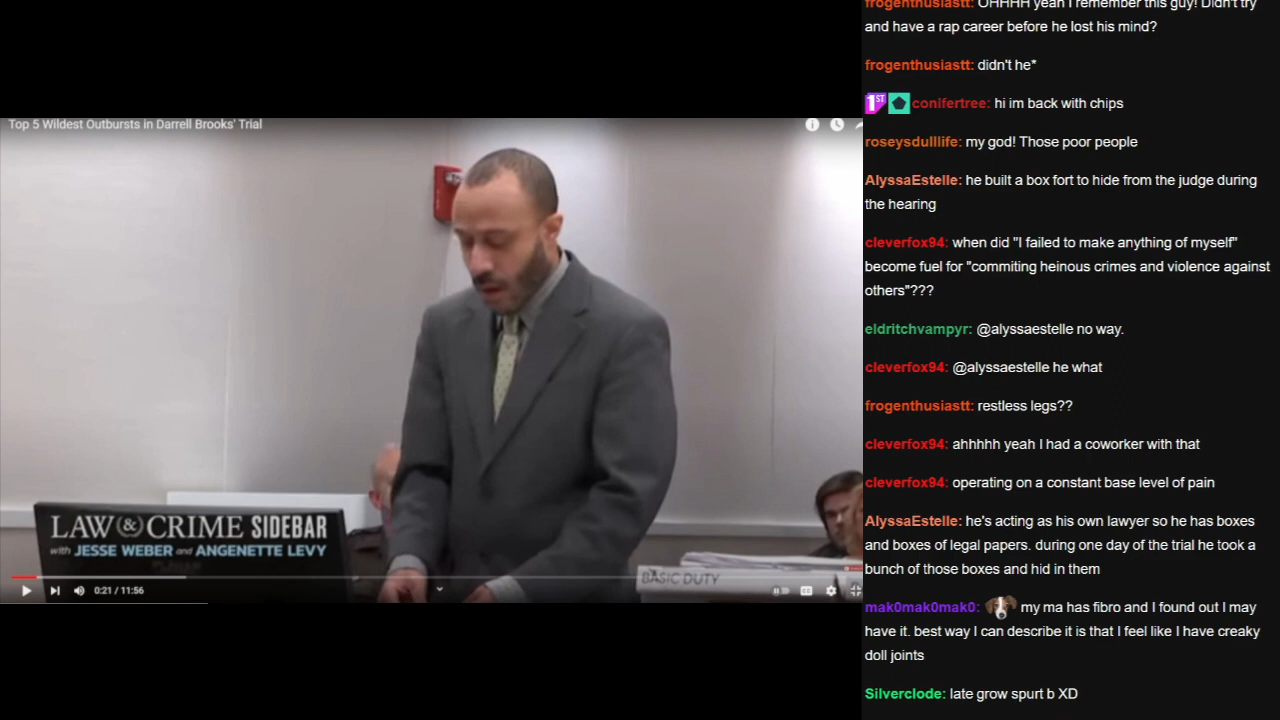 Top 5 Wildest Outbursts in Darrell Brooks' Trial
LAW & CRIME SIDEBAR
with JESSE WEBER and ANGENETTE LEVY
BASIC DUTY
0:21 / 11:56
frogenthusiastt: OHHHH yeah I remember this guy! Didn't try
and have a rap career before he lost his mind?
frogenthusiastt: didn't he*
1ST conifertree: hi im back with chips
roseysdulllife: my god! Those poor people
AlyssaEstelle: he built a box fort to hide from the judge during
the hearing
cleverfox94: when did "I failed to make anything of myself"
become fuel for "commiting heinous crimes and violence against
others"???
eldritchvampyr: @alyssaestelle no way.
cleverfox94: @alyssaestelle he what
frogenthusiastt: restless legs??
cleverfox94: ahhhhh yeah I had a coworker with that
cleverfox94: operating on a constant base level of pain
AlyssaEstelle: he's acting as his own lawyer so he has boxes
and boxes of legal papers. during one day of the trial he took a
bunch of those boxes and hid in them
mak0mak0mak0: my ma has fibro and I found out I may
have it. best way I can describe it is that I feel like I have creaky
doll joints
Silverclode: late grow spurt b XD